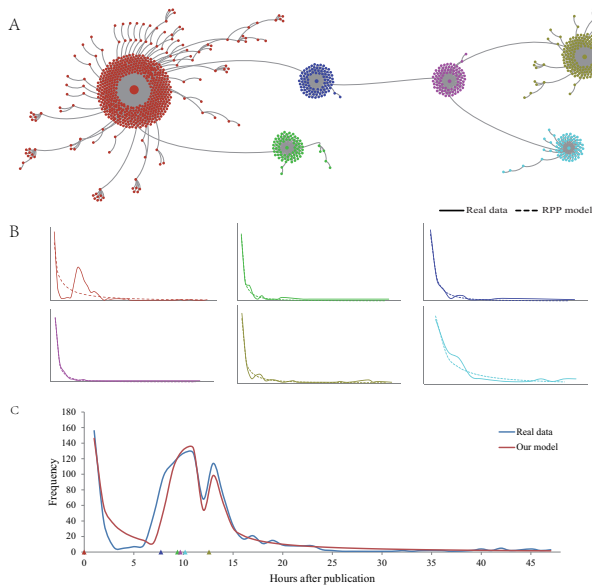 A
Real data RPP model
B
C
180
160
140
120
100
80
60
40
20
0
Frequency
Real data
Our model
0 5 10 15 20 25 30 35 40 45
Hours after publication